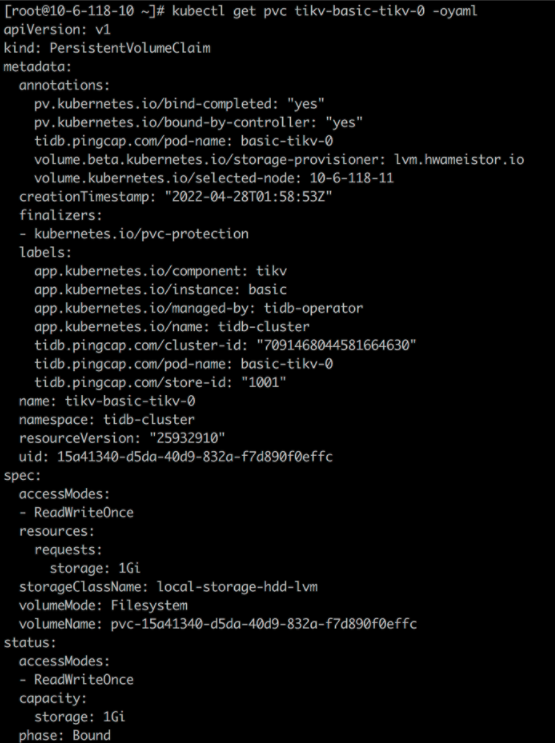 [root@10-6-118-10 ~]# kubectl get pvc tikv-basic-tikv-0 -oyaml
apiVersion: v1
kind: PersistentVolumeClaim
metadata:
  annotations:
    pv.kubernetes.io/bind-completed: "yes"
    pv.kubernetes.io/bound-by-controller: "yes"
    tidb.pingcap.com/pod-name: basic-tikv-0
    volume.beta.kubernetes.io/storage-provisioner: lvm.hwameistor.io
    volume.kubernetes.io/selected-node: 10-6-118-11
  creationTimestamp: "2022-04-28T01:58:53Z"
  finalizers:
  - kubernetes.io/pvc-protection
  labels:
    app.kubernetes.io/component: tikv
    app.kubernetes.io/instance: basic
    app.kubernetes.io/managed-by: tidb-operator
    app.kubernetes.io/name: tidb-cluster
    tidb.pingcap.com/cluster-id: "7091468044581664630"
    tidb.pingcap.com/pod-name: basic-tikv-0
    tidb.pingcap.com/store-id: "1001"
  name: tikv-basic-tikv-0
  namespace: tidb-cluster
  resourceVersion: "25932910"
  uid: 15a41340-d5da-40d9-832a-f7d890f0effc
spec:
  accessModes:
  - ReadWriteOnce
  resources:
    requests:
      storage: 1Gi
  storageClassName: local-storage-hdd-lvm
  volumeMode: Filesystem
  volumeName: pvc-15a41340-d5da-40d9-832a-f7d890f0effc
status:
  accessModes:
  - ReadWriteOnce
  capacity:
    storage: 1Gi
  phase: Bound